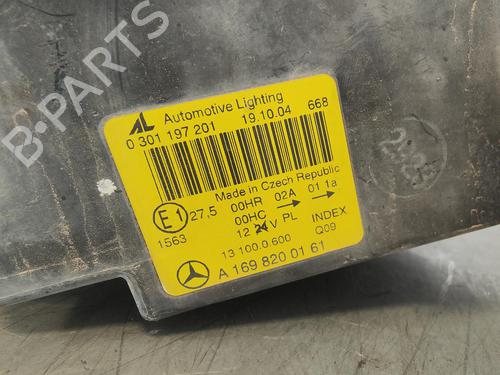 B-PARTS
AL Automotive Lighting
0 301 197 201 19.10.04 668
Made in Czech Republic
E1 27,5 00HR 02A 01 1a
1563 00HC
12 24 V PL INDEX
13 100.0.600 Q09
A 169 820 01 61